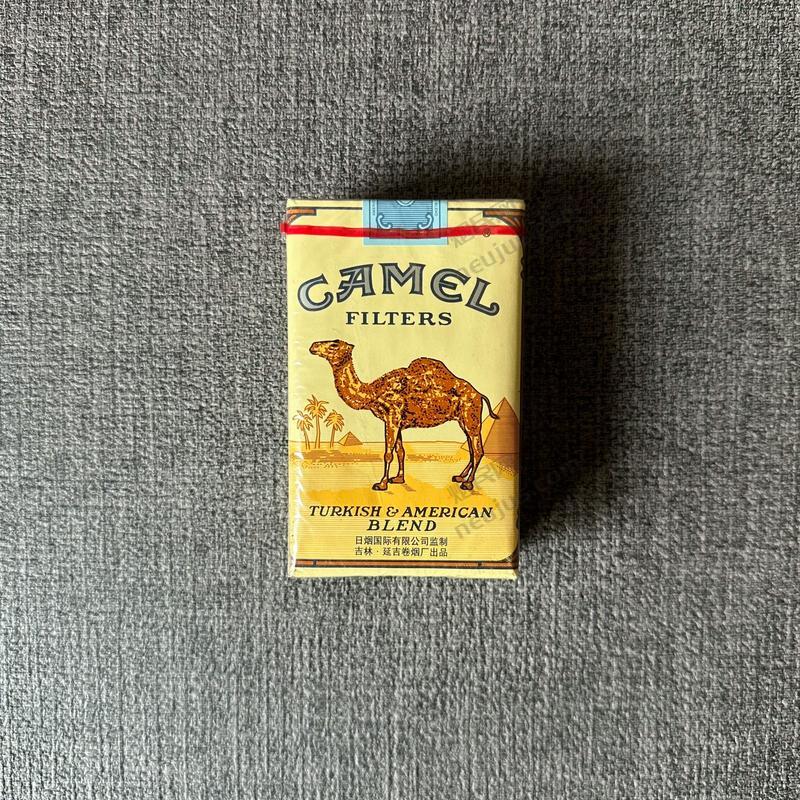 CAMEL
FILTERS
TURKISH & AMERICAN
BLEND
日烟国际有限公司监制
吉林·延吉卷烟厂出品